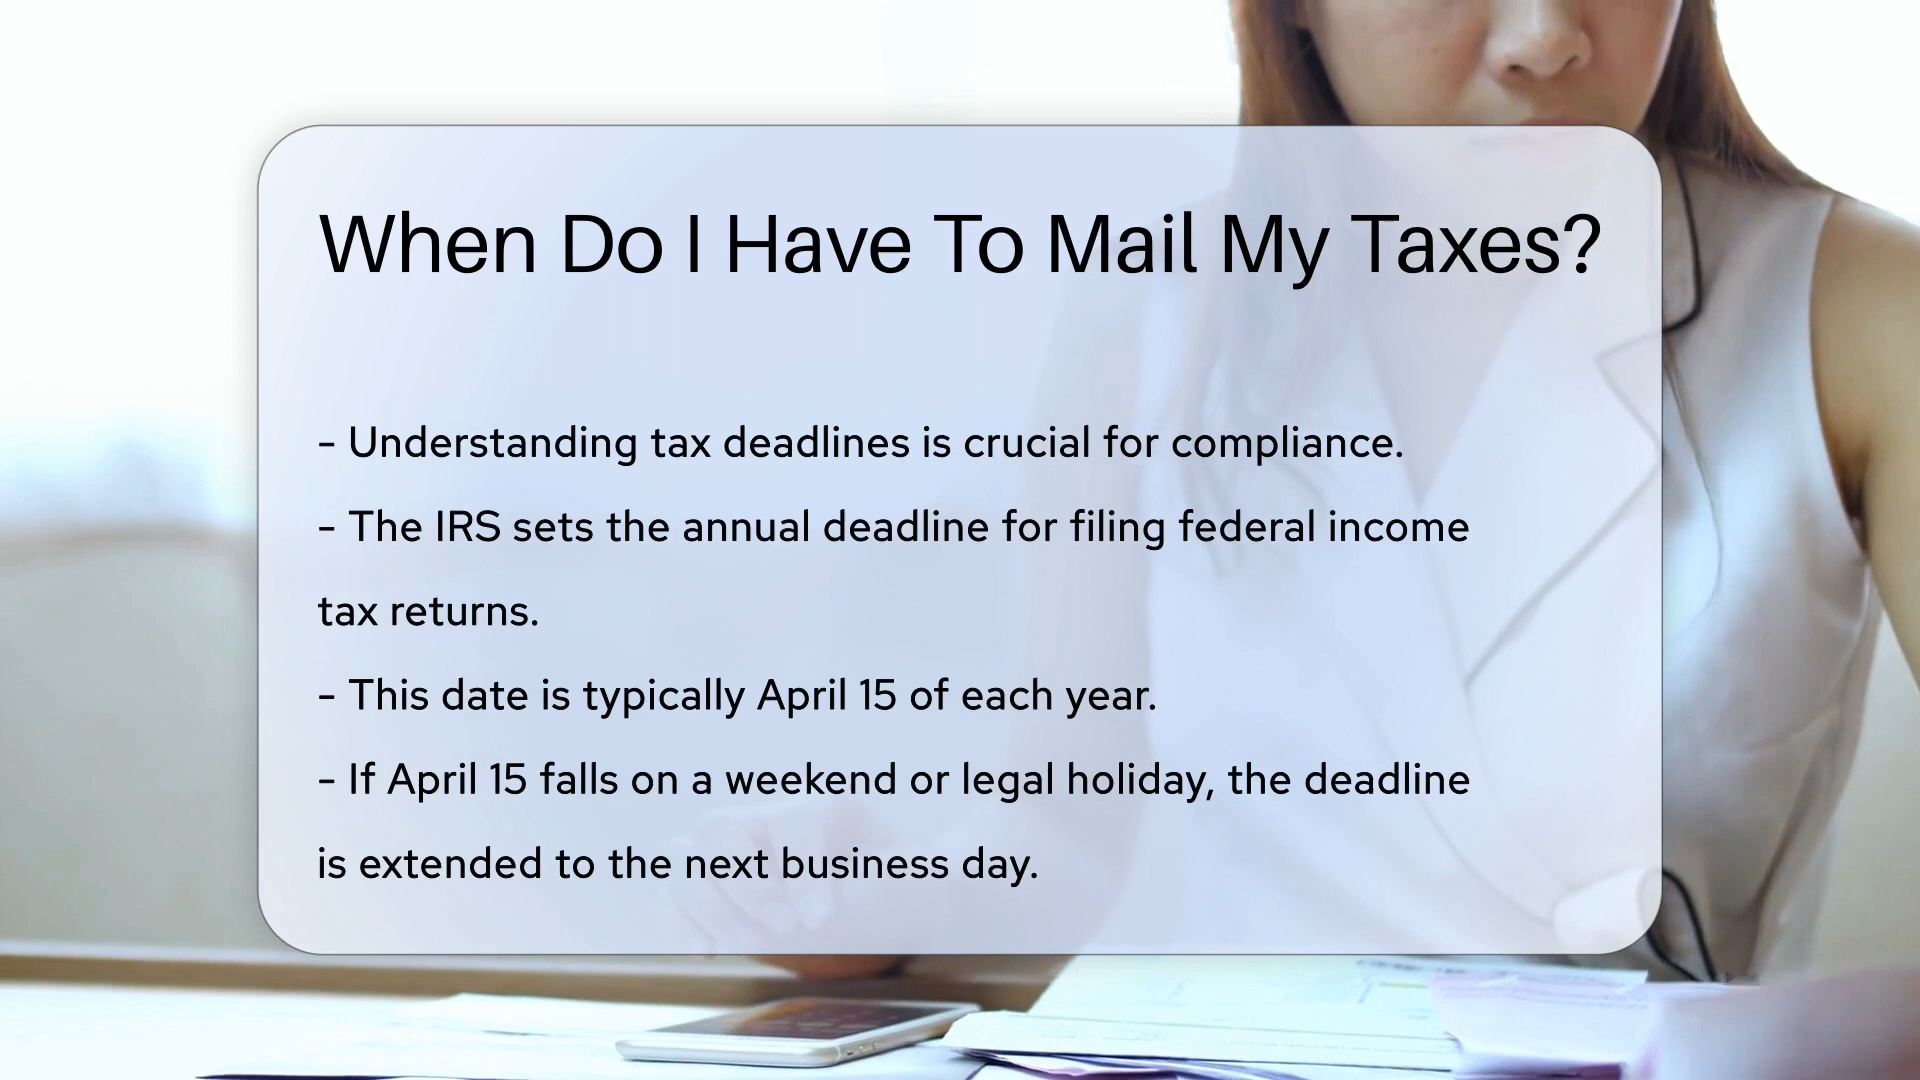 When Do I Have To Mail My Taxes?
- Understanding tax deadlines is crucial for compliance.
- The IRS sets the annual deadline for filing federal income
tax returns.
- This date is typically April 15 of each year.
- If April 15 falls on a weekend or legal holiday, the deadline
is extended to the next business day.